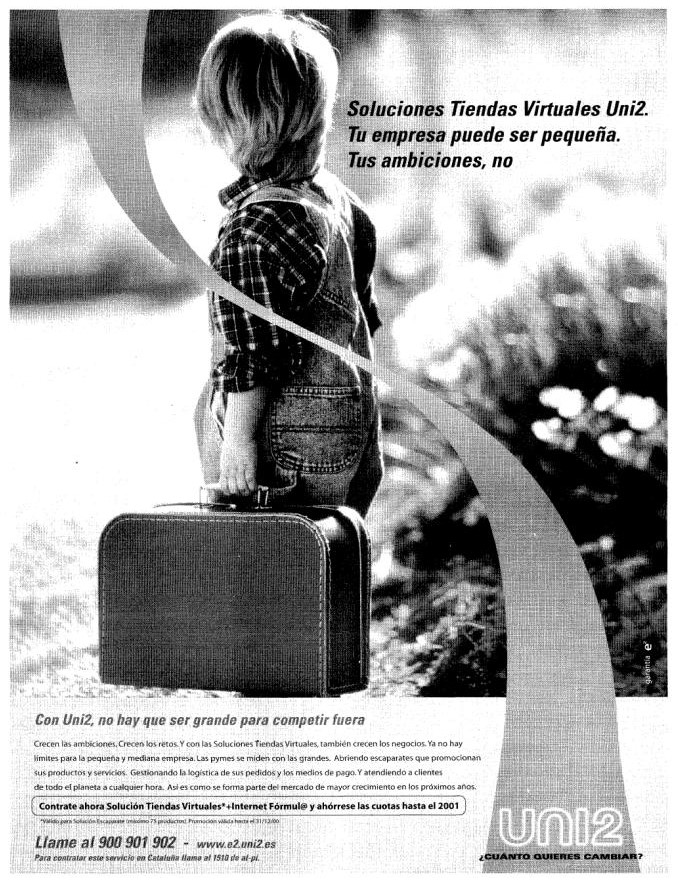 Soluciones Tiendas Virtuales Uni2.
Tu empresa puede ser pequeña.
Tus ambiciones, no
garantía e
Con Uni2, no hay que ser grande para competir fuera
Crecen las ambiciones. Crecen los retos. Y con las Soluciones Tiendas Virtuales, también crecen los negocios. Ya no hay
límites para la pequeña y mediana empresa. Las pymes se miden con las grandes. Abriendo escaparates que promocionan
sus productos y servicios. Gestionando la logística de sus pedidos y los medios de pago. Y atendiendo a clientes
de todo el planeta a cualquier hora. Así es como se forma parte del mercado de mayor crecimiento en los próximos años.
Contrate ahora Solución Tiendas Virtuales*+Internet Fórmul@ y ahórrese las cuotas hasta el 2001
*Válido para Solución Escaparate (máximo 75 productos). Promoción válida hasta el 31/12/00.
Llame al 900 901 902 - www.e2.uni2.es
Para contratar este servicio en Cataluña llame al 1510 de al-pi.
UNI2
¿CUÁNTO QUIERES CAMBIAR?